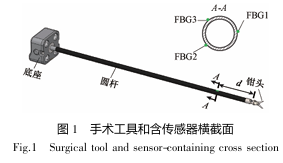 A-A
FBG3
FBG1
FBG2
底座
圆杆
A
d
钳头
A
图 1 手术工具和含传感器横截面
Fig.1 Surgical tool and sensor-containing cross section